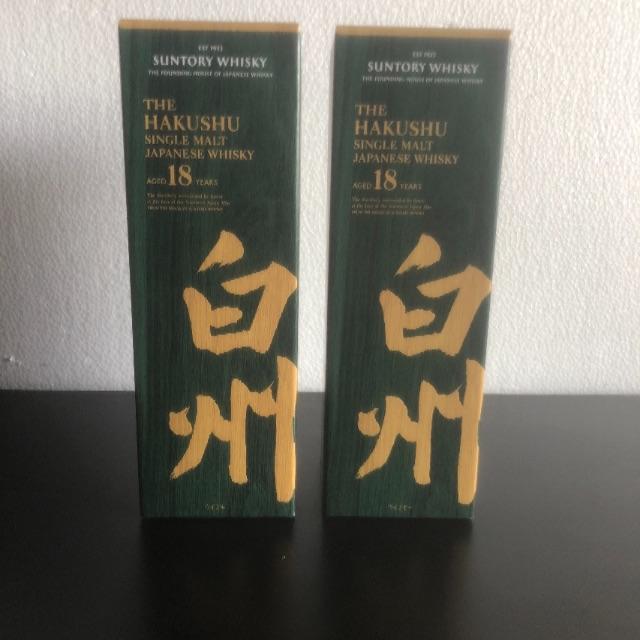 EST 1923
SUNTORY WHISKY
THE FOUNDING HOUSE OF JAPANESE WHISKY
THE
HAKUSHU
SINGLE MALT
JAPANESE WHISKY
AGED 18 YEARS
白
州
EST 1923
SUNTORY WHISKY
THE FOUNDING HOUSE OF JAPANESE WHISKY
THE
HAKUSHU
SINGLE MALT
JAPANESE WHISKY
AGED 18 YEARS
白
州